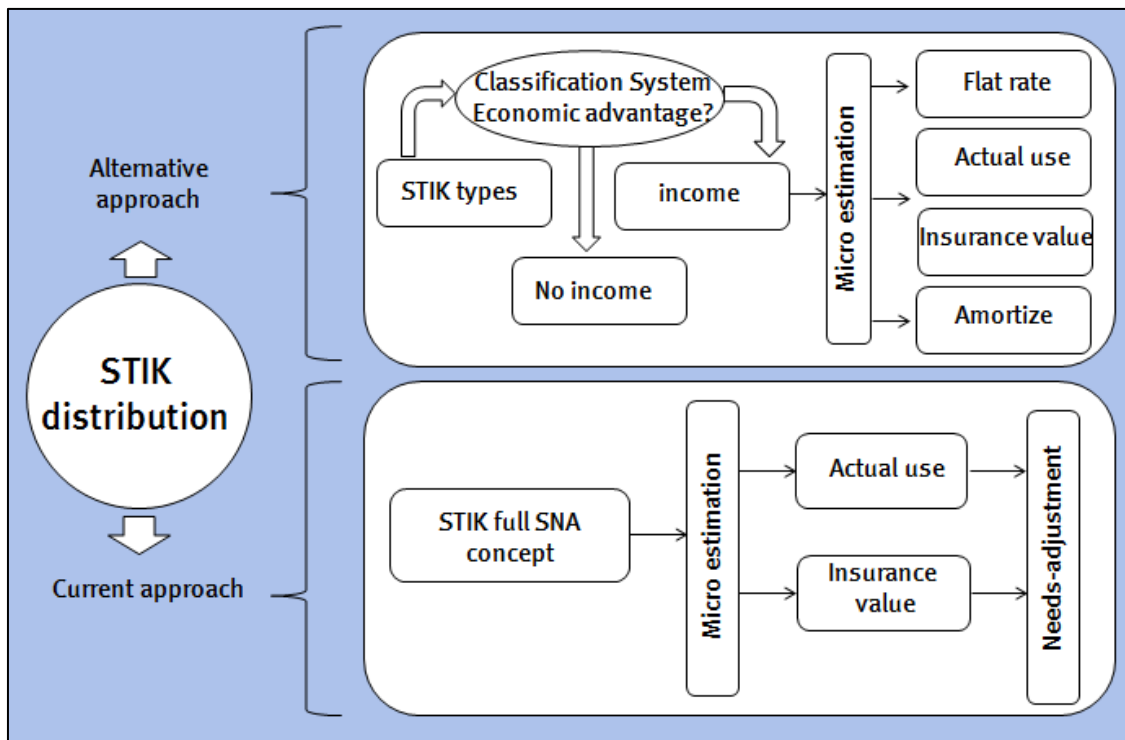 Alternative
approach
STIK
distribution
Current approach
Classification System
Economic advantage?
STIK types
income
No income
Micro estimation
Flat rate
Actual use
Insurance value
Amortize
STIK full SNA
concept
Micro estimation
Actual use
Insurance
value
Needs-adjustment